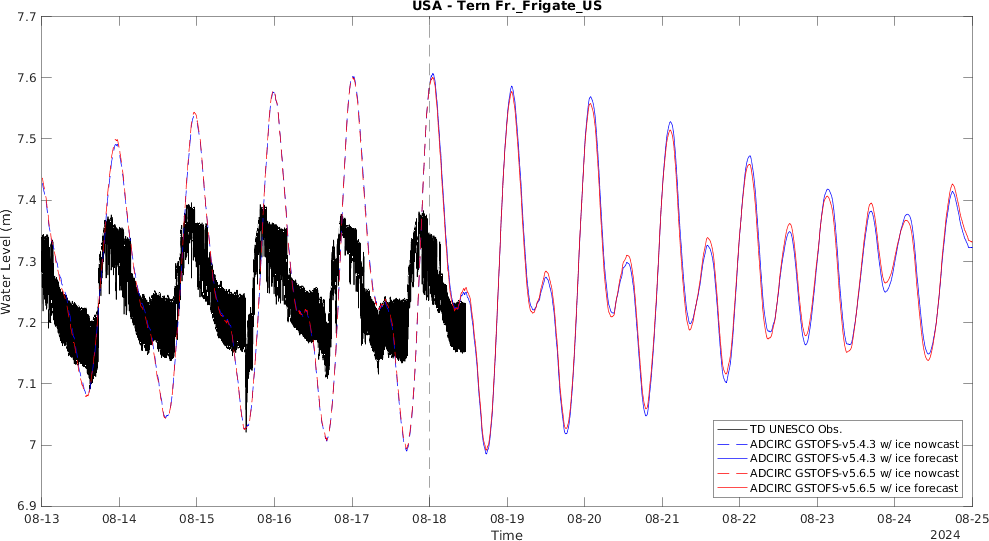 USA - Tern Fr._Frigate_US
Water Level (m)
7.7
7.6
7.5
7.4
7.3
7.2
7.1
7
6.9
TD UNESCO Obs.
ADCIRC GSTOFS-v5.4.3 w/ ice nowcast
ADCIRC GSTOFS-v5.4.3 w/ ice forecast
ADCIRC GSTOFS-v5.6.5 w/ ice nowcast
ADCIRC GSTOFS-v5.6.5 w/ ice forecast
08-13 08-14 08-15 08-16 08-17 08-18 08-19 08-20 08-21 08-22 08-23 08-24 08-25
Time
2024